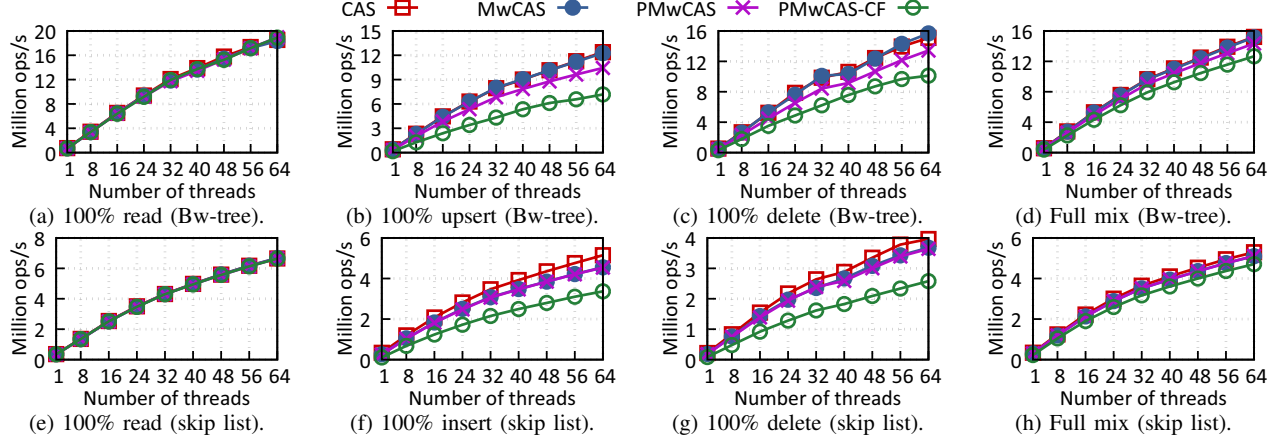 CAS MwCAS PMwCAS PMwCAS-CF
Million ops/s
20
16
12
8
4
0
1 8 16 24 32 40 48 56 64
Number of threads
(a) 100% read (Bw-tree).
Million ops/s
15
12
9
6
3
0
1 8 16 24 32 40 48 56 64
Number of threads
(b) 100% upsert (Bw-tree).
Million ops/s
16
12
8
4
0
1 8 16 24 32 40 48 56 64
Number of threads
(c) 100% delete (Bw-tree).
Million ops/s
16
12
8
4
0
1 8 16 24 32 40 48 56 64
Number of threads
(d) Full mix (Bw-tree).
Million ops/s
8
6
4
2
0
1 8 16 24 32 40 48 56 64
Number of threads
(e) 100% read (skip list).
Million ops/s
6
4
2
0
1 8 16 24 32 40 48 56 64
Number of threads
(f) 100% insert (skip list).
Million ops/s
4
3
2
1
0
1 8 16 24 32 40 48 56 64
Number of threads
(g) 100% delete (skip list).
Million ops/s
6
4
2
0
1 8 16 24 32 40 48 56 64
Number of threads
(h) Full mix (skip list).